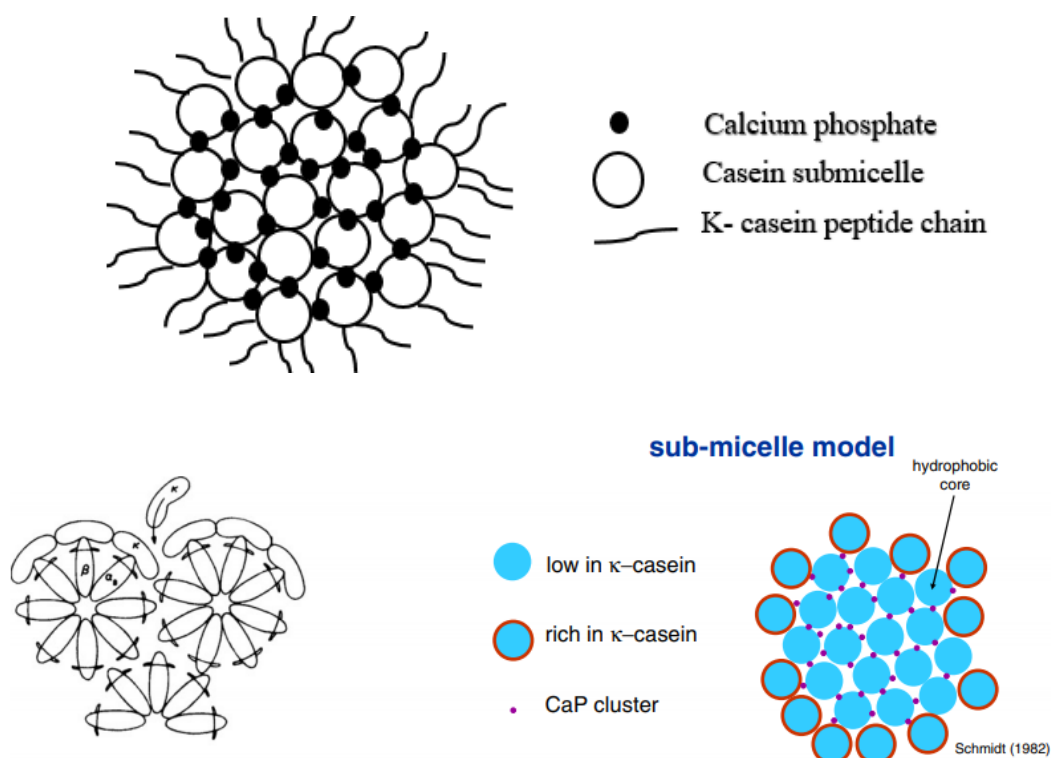 Calcium phosphate
Casein submicelle
K- casein peptide chain
sub-micelle model
hydrophobic
core
κ
κ
β
αs
low in κ–casein
rich in κ–casein
CaP cluster
Schmidt (1982)